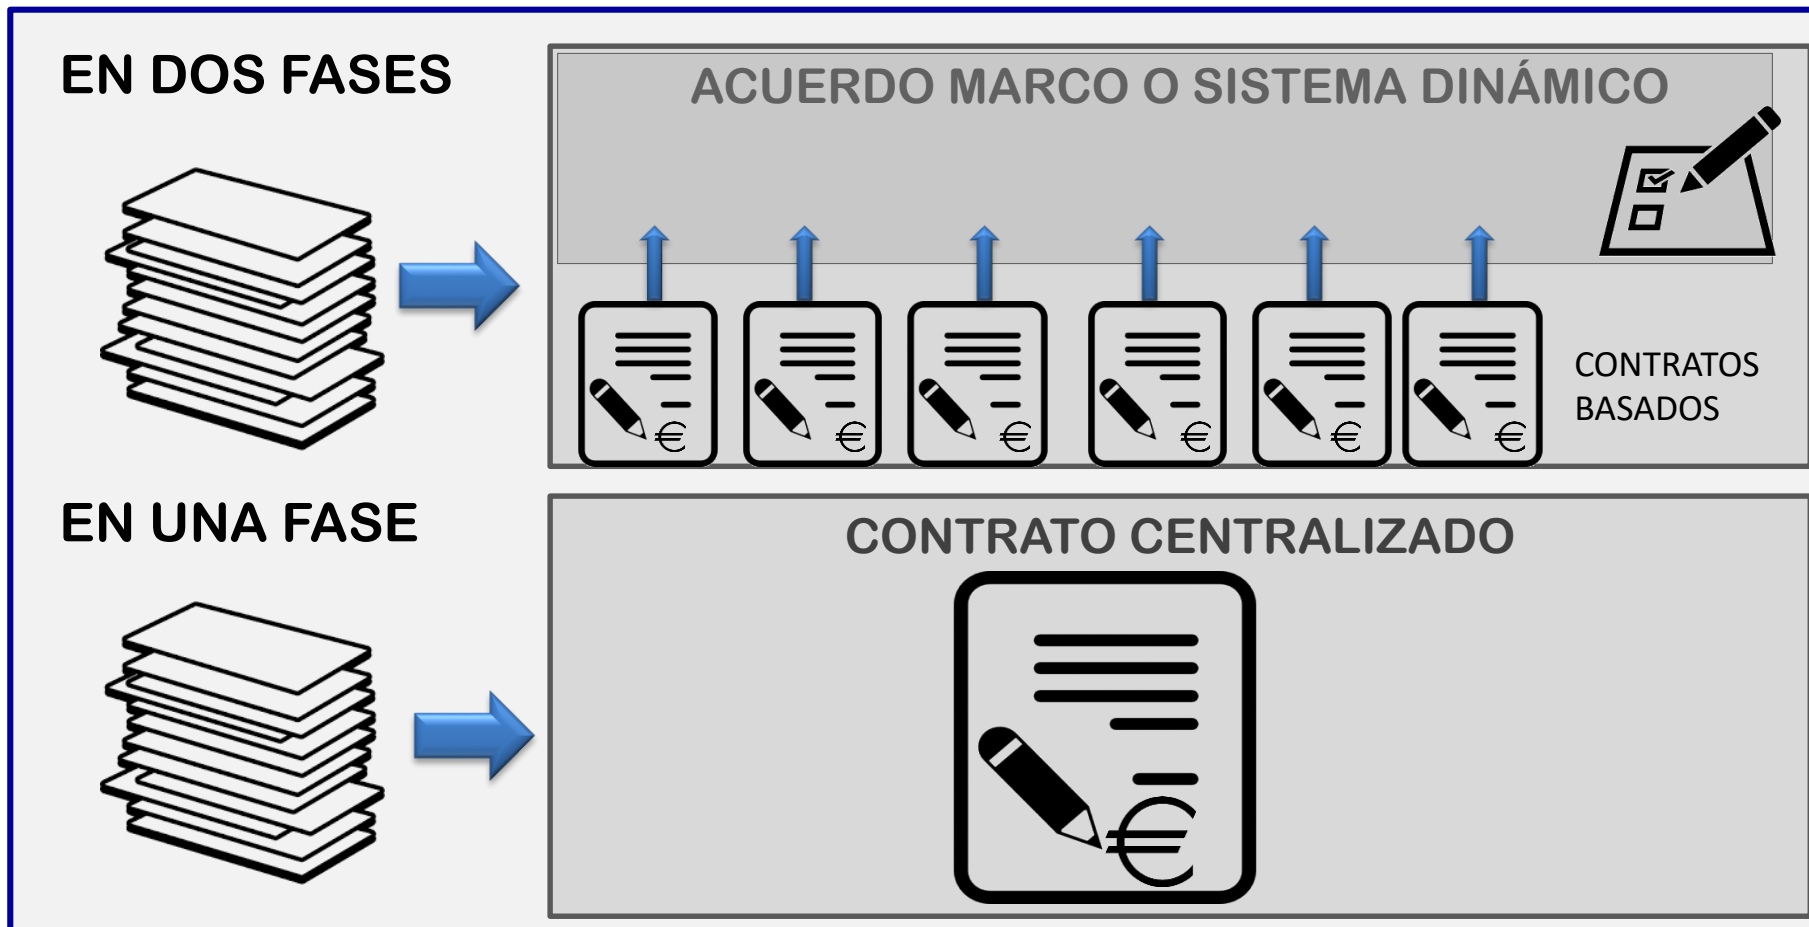 EN DOS FASES
ACUERDO MARCO O SISTEMA DINÁMICO
€ € € € € €
CONTRATOS
BASADOS
EN UNA FASE
CONTRATO CENTRALIZADO
€